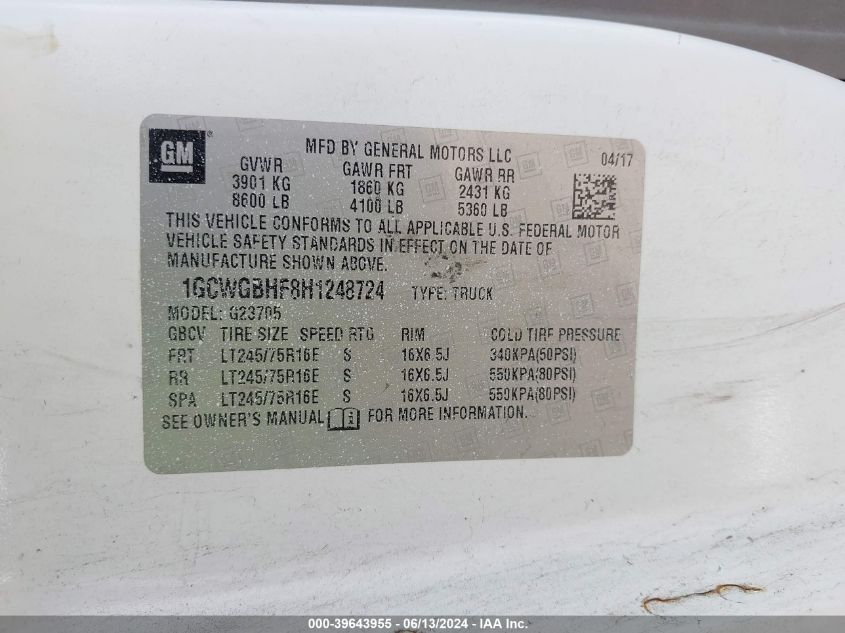 GM
MFD BY GENERAL MOTORS LLC 04/17
GVWR GAWR FRT GAWR RR
3901 KG 1860 KG 2431 KG
8600 LB 4100 LB 5360 LB
THIS VEHICLE CONFORMS TO ALL APPLICABLE U.S. FEDERAL MOTOR
VEHICLE SAFETY STANDARDS IN EFFECT ON THE DATE OF
MANUFACTURE SHOWN ABOVE.
1GCWGBHF8H1248724 TYPE: TRUCK
MODEL: G23705
GBCV TIRE SIZE SPEED RTG RIM COLD TIRE PRESSURE
FRT LT245/75R16E S 16X6.5J 340KPA(50PSI)
RR LT245/75R16E S 16X6.5J 550KPA(80PSI)
SPA LT245/75R16E S 16X6.5J 550KPA(80PSI)
SEE OWNER'S MANUAL FOR MORE INFORMATION.
000-39643955 - 06/13/2024 - IAA Inc.